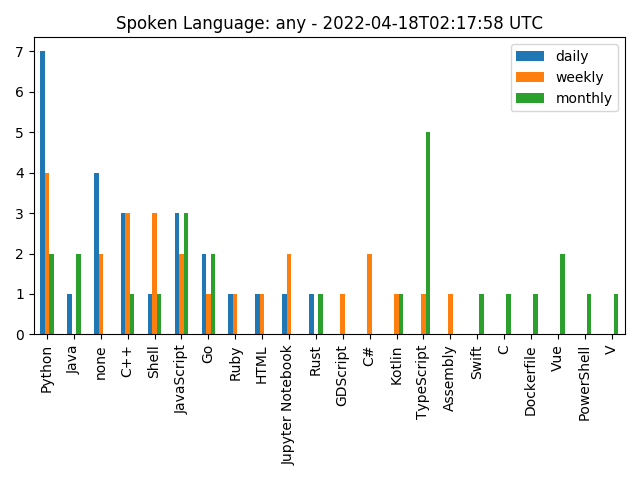 Spoken Language: any - 2022-04-18T02:17:58 UTC
daily
weekly
monthly
7
6
5
4
3
2
1
0
Python
Java
none
C++
Shell
JavaScript
Go
Ruby
HTML
Jupyter Notebook
Rust
GDScript
C#
Kotlin
TypeScript
Assembly
Swift
C
Dockerfile
Vue
PowerShell
V